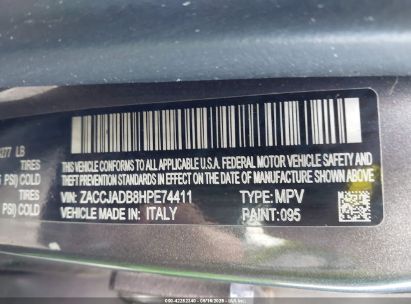 3277 LB
TIRES
PSI) COLD
TIRES
PSI) COLD
THIS VEHICLE CONFORMS TO ALL APPLICABLE U.S.A. FEDERAL MOTOR VEHICLE SAFETY AND
THEFT PREVENTION STANDARDS IN EFFECT ON THE DATE OF MANUFACTURE SHOWN ABOVE
VIN: ZACCJADB8HPE74411 TYPE: MPV
VEHICLE MADE IN: ITALY PAINT: 095